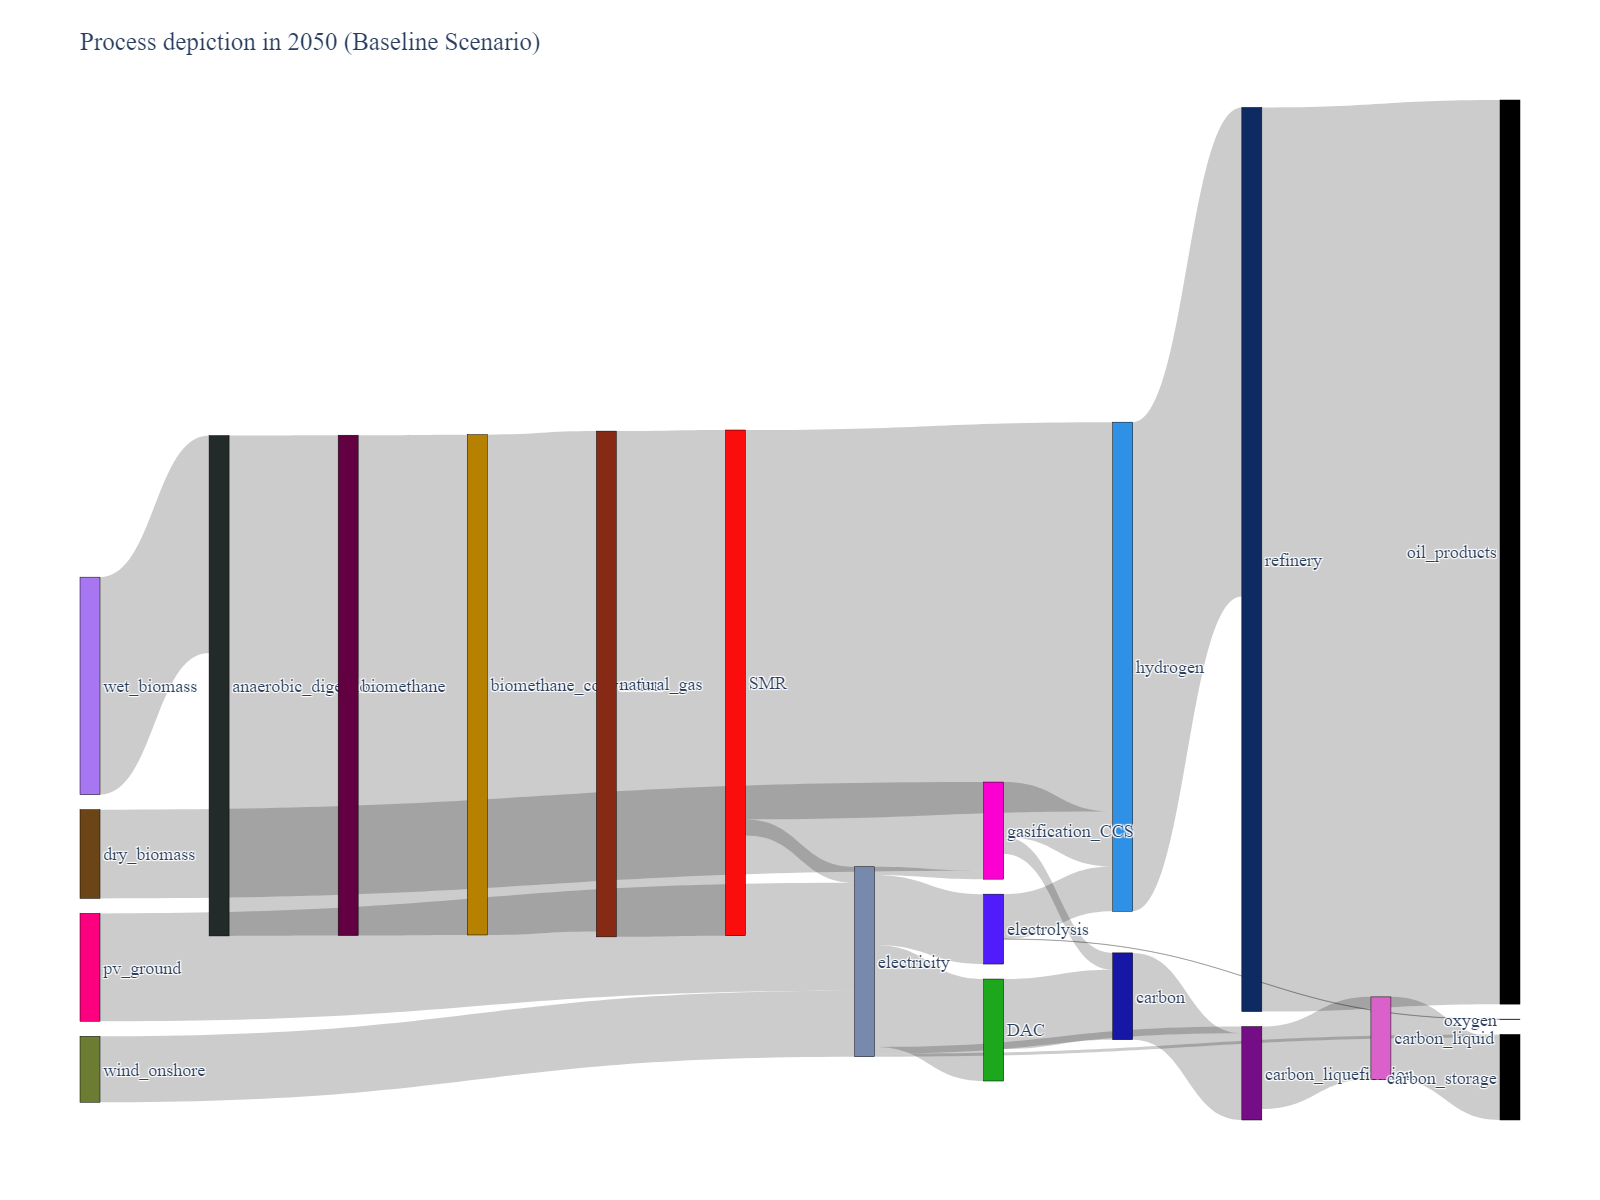 Process depiction in 2050 (Baseline Scenario)
wet_biomass
dry_biomass
pv_ground
wind_onshore
anaerobic_dige
biomethane
biomethane_co
natural_gas
SMR
electricity
gasification_CCS
electrolysis
DAC
hydrogen
carbon
refinery
carbon_liquefi
carbon_liquid
oil_products
oxygen
carbon_storage